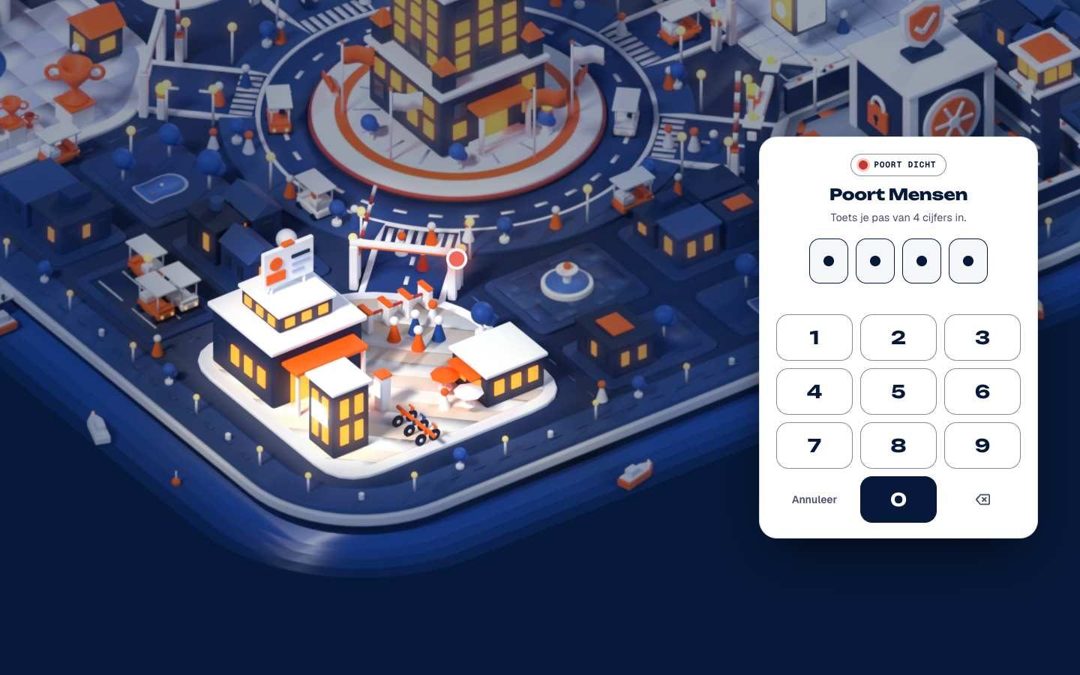 POORT DICHT
Poort Mensen
Toets je pas van 4 cijfers in.
1 2 3
4 5 6
7 8 9
Annuleer 0